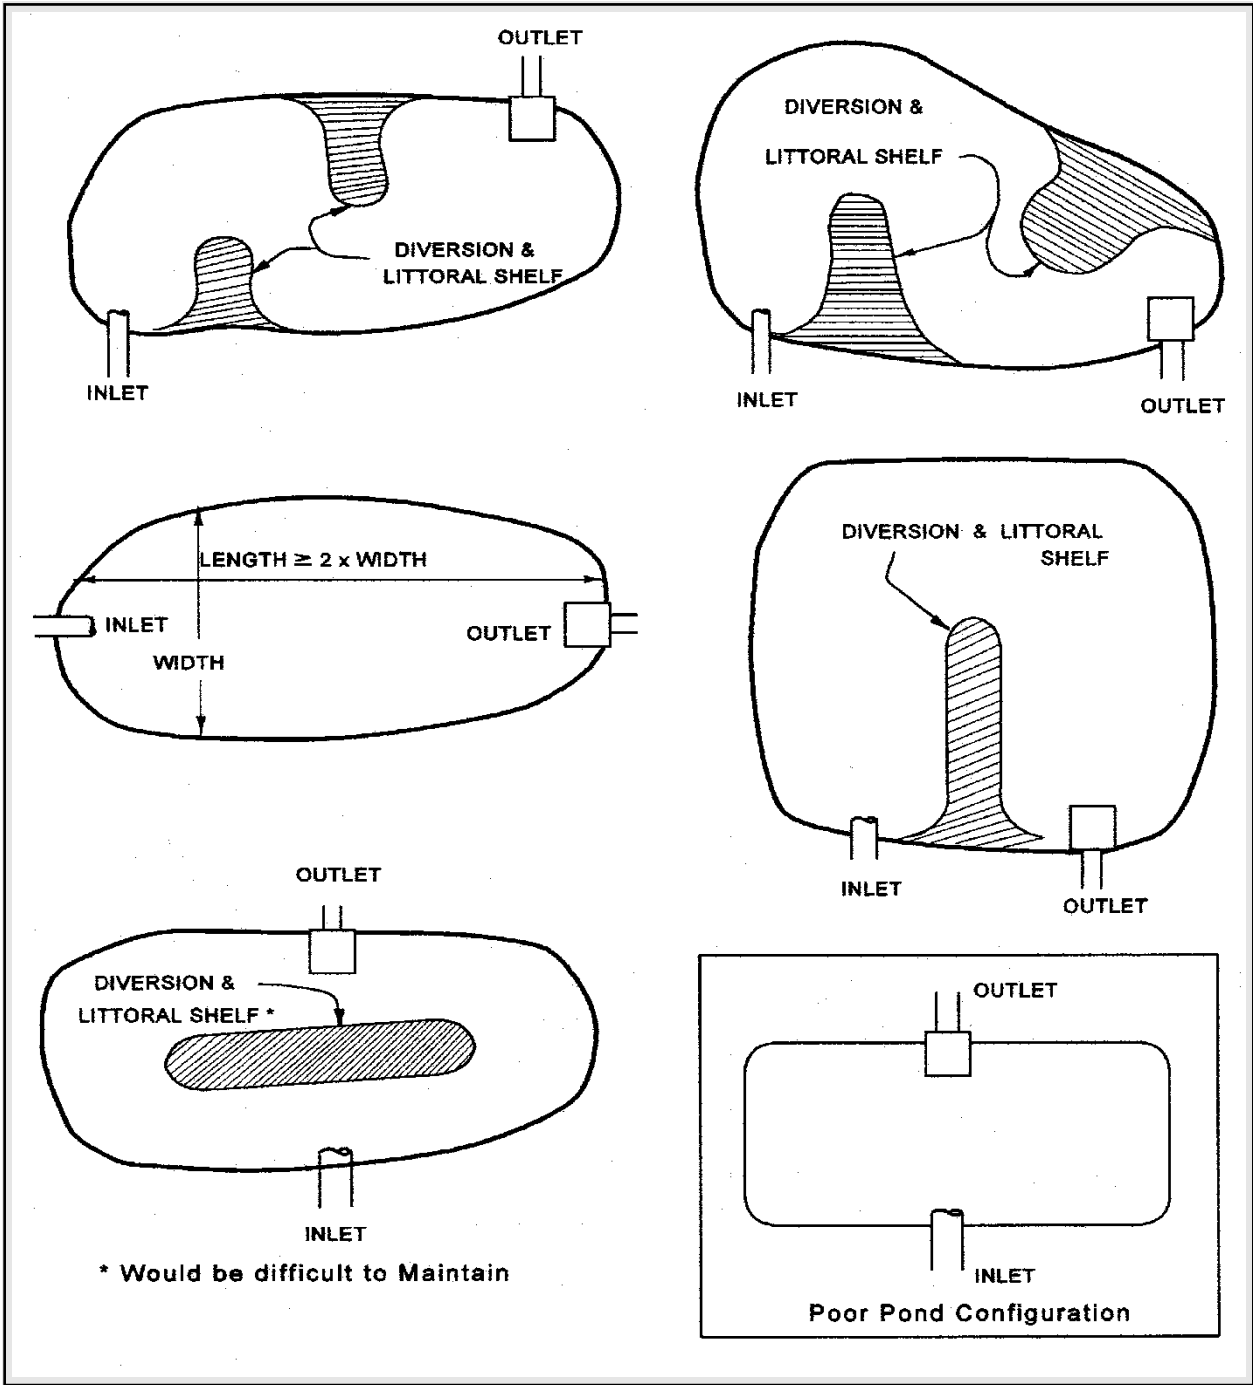 OUTLET
DIVERSION &
LITTORAL SHELF
INLET
DIVERSION &
LITTORAL SHELF
INLET
OUTLET
LENGTH ≥ 2 x WIDTH
INLET
OUTLET
WIDTH
DIVERSION & LITTORAL
SHELF
INLET
OUTLET
OUTLET
DIVERSION &
LITTORAL SHELF *
INLET
* Would be difficult to Maintain
OUTLET
INLET
Poor Pond Configuration